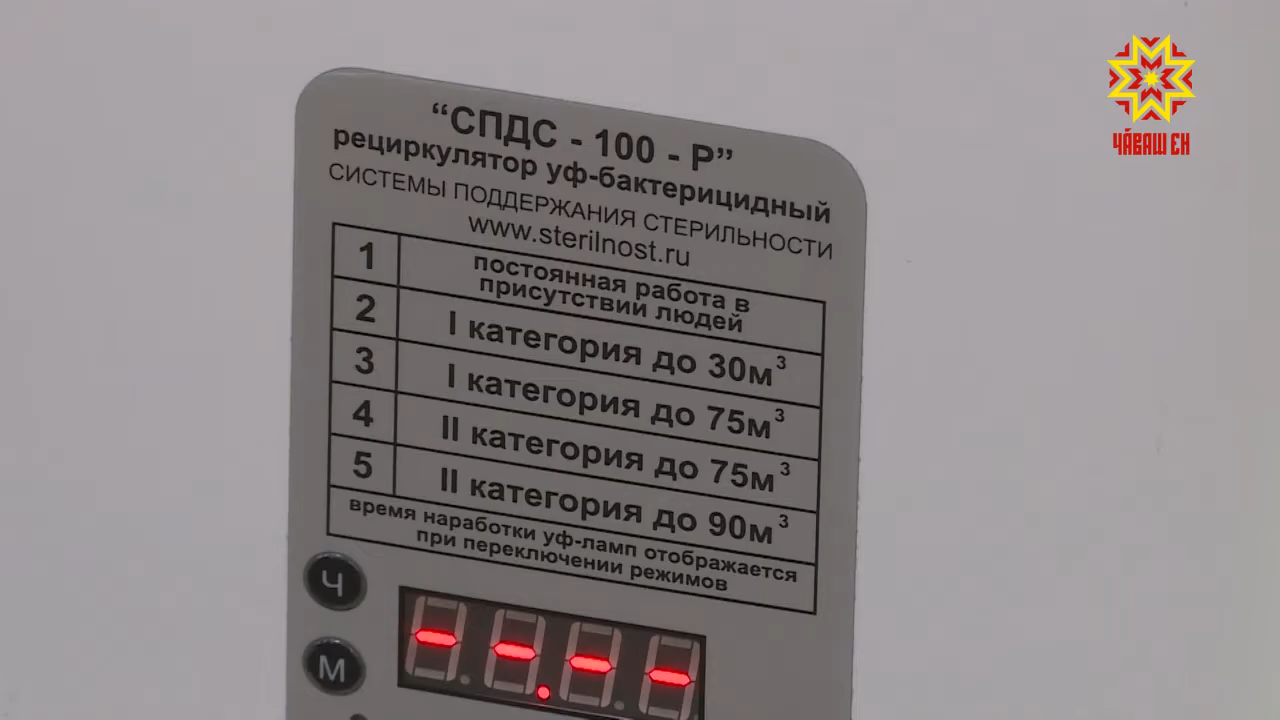 "СПДС - 100 - Р"
рециркулятор уф-бактерицидный
СИСТЕМЫ ПОДДЕРЖАНИЯ СТЕРИЛЬНОСТИ
www.sterilnost.ru
1 постоянная работа в
присутствии людей
2 I категория до 30м³
3 I категория до 75м³
4 II категория до 75м³
5 II категория до 90м³
время наработки уф-ламп отображается
при переключении режимов
Ч
М
- -. - -
ЧӐВАШ ЕН